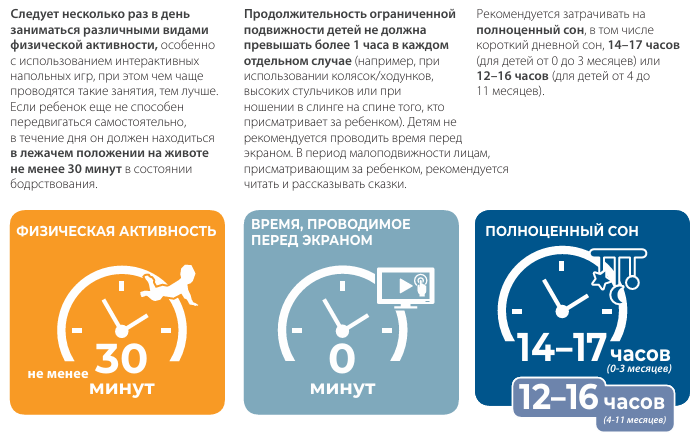 Следует несколько раз в день
заниматься различными видами
физической активности, особенно
с использованием интерактивных
напольных игр, при этом чем чаще
проводятся такие занятия, тем лучше.
Если ребенок еще не способен
передвигаться самостоятельно,
в течение дня он должен находиться
в лежачем положении на животе
не менее 30 минут в состоянии
бодрствования.
Продолжительность ограниченной
подвижности детей не должна
превышать более 1 часа в каждом
отдельном случае (например, при
использовании колясок/ходунков,
высоких стульчиков или при
ношении в слинге на спине того, кто
присматривает за ребенком). Детям не
рекомендуется проводить время перед
экраном. В период малоподвижности лицам,
присматривающим за ребенком, рекомендуется
читать и рассказывать сказки.
Рекомендуется затрачивать на
полноценный сон, в том числе
короткий дневной сон, 14–17 часов
(для детей от 0 до 3 месяцев) или
12–16 часов (для детей от 4 до
11 месяцев).
ФИЗИЧЕСКАЯ АКТИВНОСТЬ
не менее 30
минут
ВРЕМЯ, ПРОВОДИМОЕ
ПЕРЕД ЭКРАНОМ
0
минут
ПОЛНОЦЕННЫЙ СОН
14–17 часов
(0-3 месяцев)
12–16 часов
(4-11 месяцев)